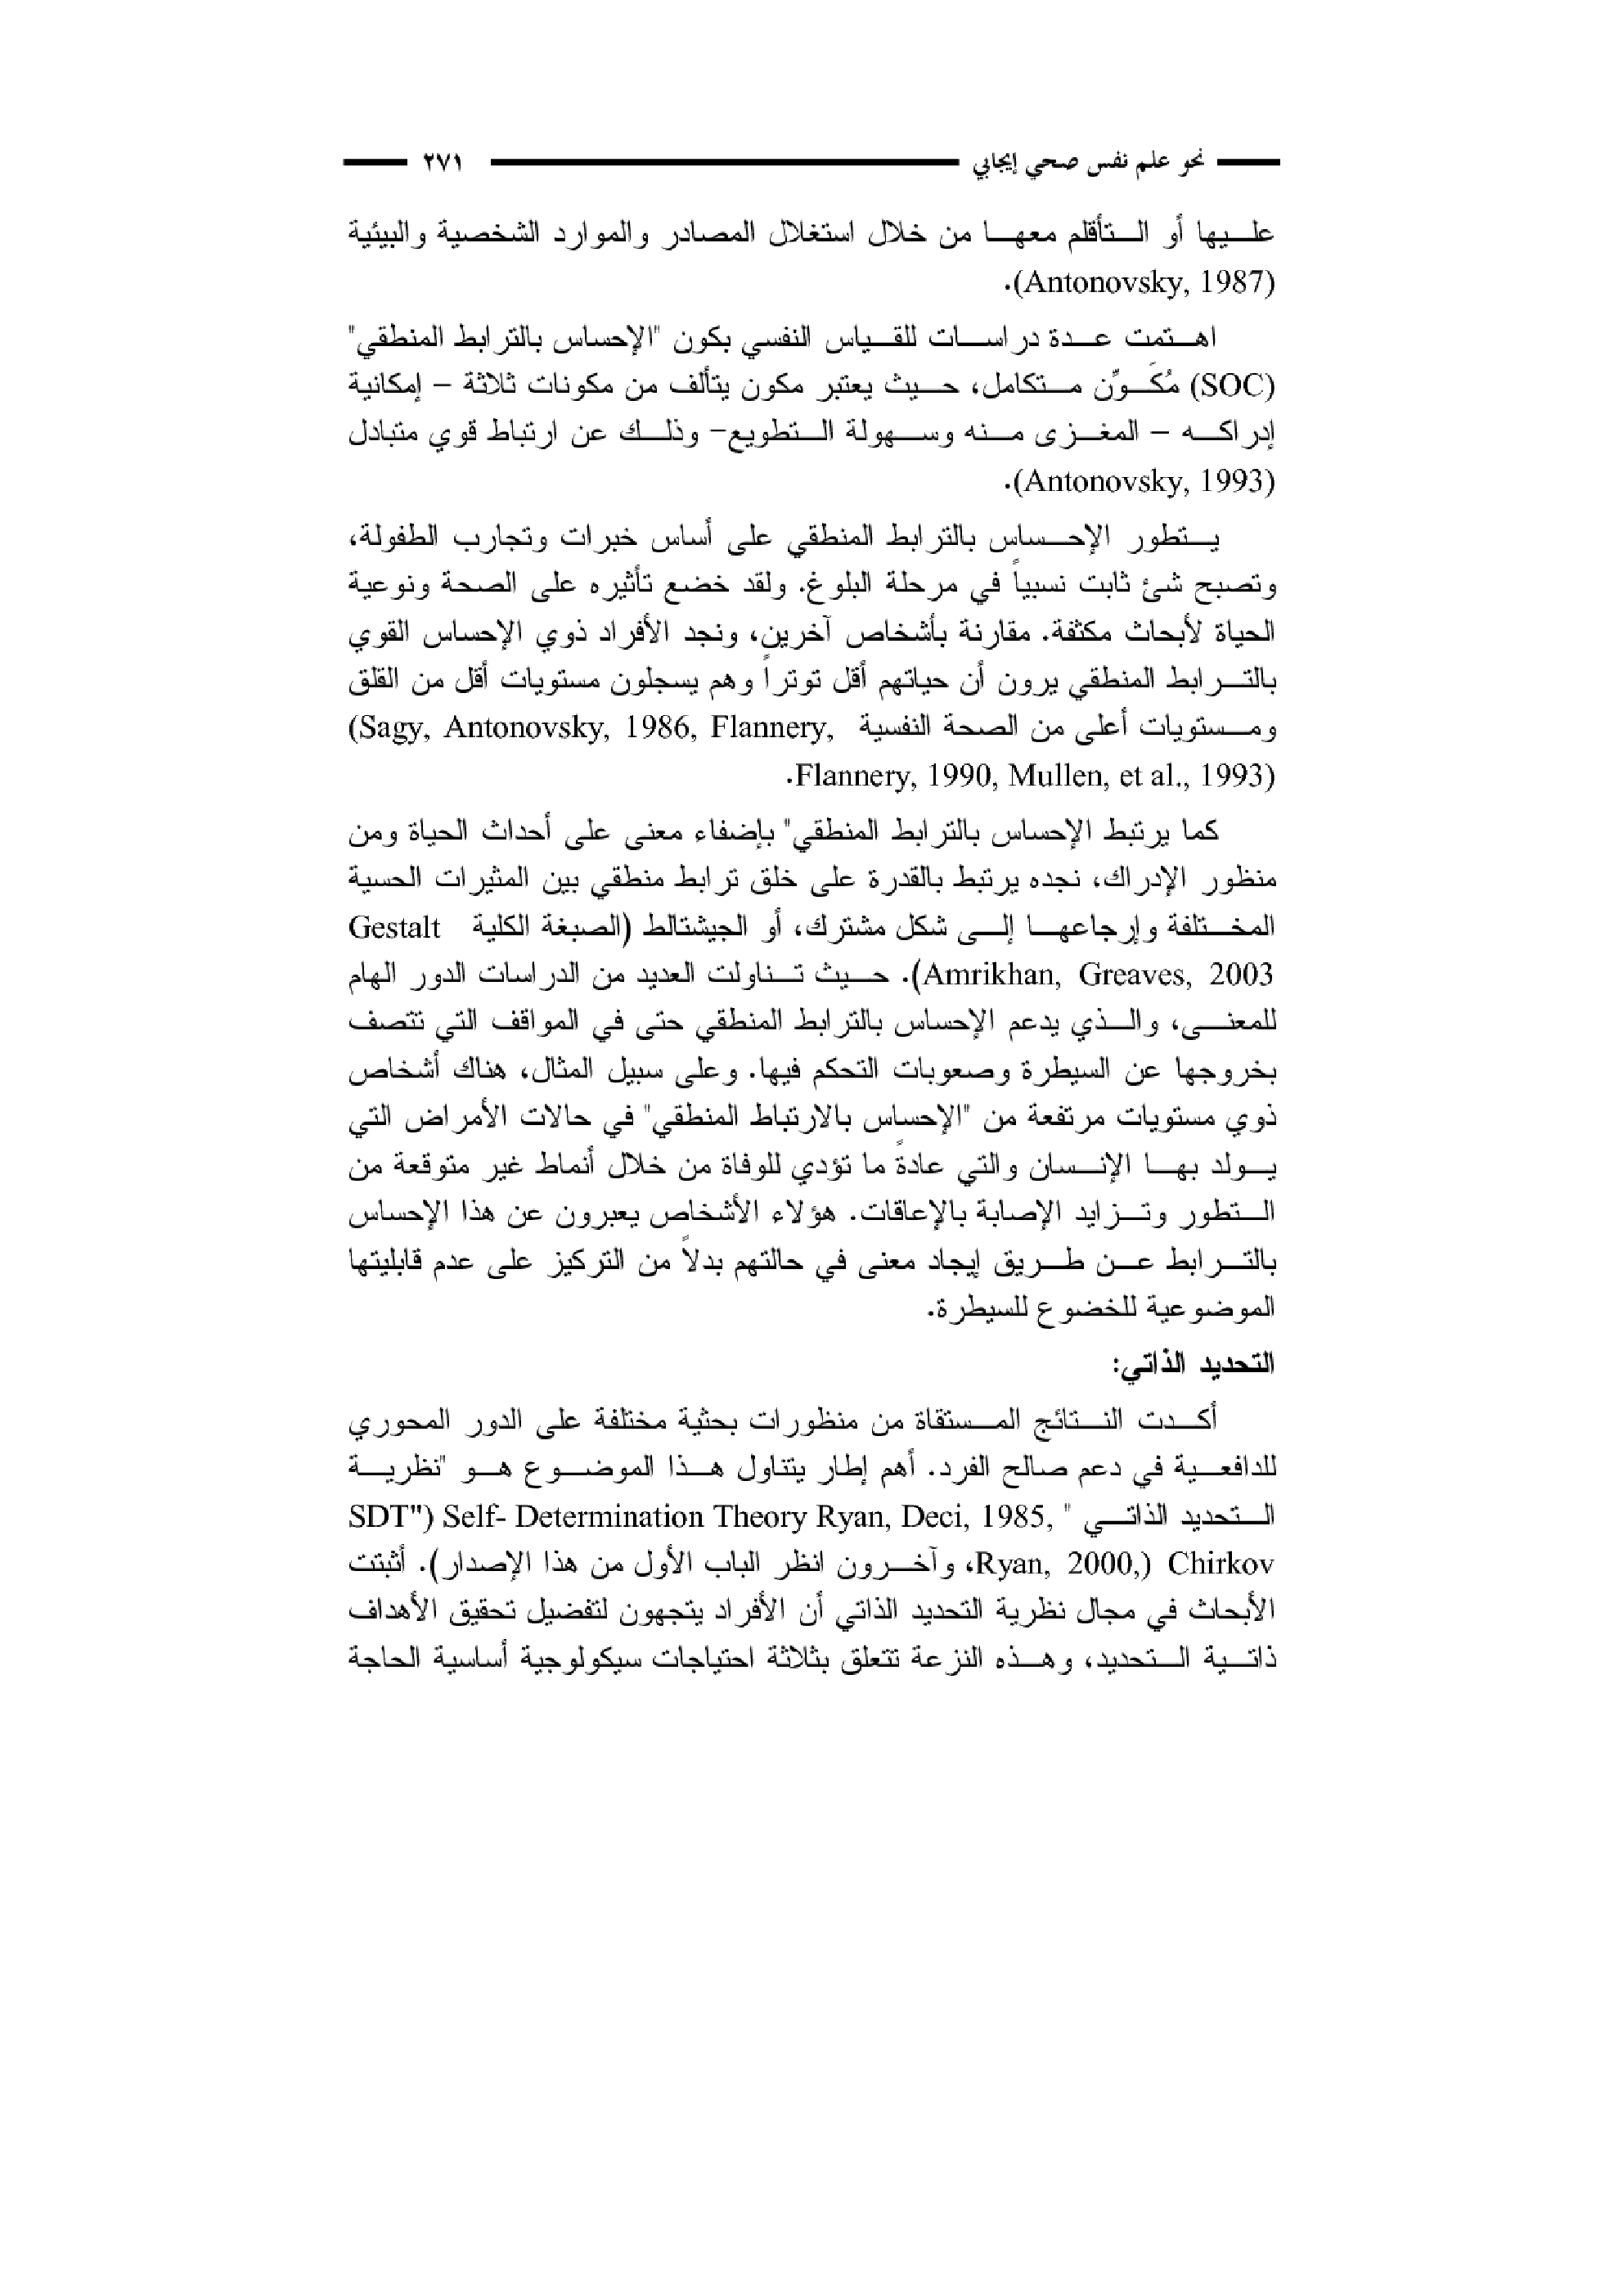 نحو علم نفس صحي إيجابي ٢٧١
عليها أو التأقلم معها من خلال استغلال المصادر والموارد الشخصية والبيئية
(Antonovsky, 1987).
اهتمت عدة دراسات للقياس النفسي بكون "الإحساس بالترابط المنطقي"
(SOC) مُكَوِّن متكامل، حيث يعتبر مكون يتألف من مكونات ثلاثة – إمكانية
إدراكه – المغزى منه وسهولة التطويع– وذلك عن ارتباط قوي متبادل
(Antonovsky, 1993).
يتطور الإحساس بالترابط المنطقي على أساس خبرات وتجارب الطفولة،
وتصبح شئ ثابت نسبياً في مرحلة البلوغ. ولقد خضع تأثيره على الصحة ونوعية
الحياة لأبحاث مكثفة. مقارنة بأشخاص آخرين، ونجد الأفراد ذوي الإحساس القوي
بالترابط المنطقي يرون أن حياتهم أقل توتراً وهم يسجلون مستويات أقل من القلق
ومستويات أعلى من الصحة النفسية (Sagy, Antonovsky, 1986, Flannery,
Flannery, 1990, Mullen, et al., 1993).
كما يرتبط الإحساس بالترابط المنطقي" بإضفاء معنى على أحداث الحياة ومن
منظور الإدراك، نجده يرتبط بالقدرة على خلق ترابط منطقي بين المثيرات الحسية
المختلفة وإرجاعها إلى شكل مشترك، أو الجيشتالط (الصبغة الكلية Gestalt
Amrikhan, Greaves, 2003). حيث تناولت العديد من الدراسات الدور الهام
للمعنى، والذي يدعم الإحساس بالترابط المنطقي حتى في المواقف التي تتصف
بخروجها عن السيطرة وصعوبات التحكم فيها. وعلى سبيل المثال، هناك أشخاص
ذوي مستويات مرتفعة من "الإحساس بالارتباط المنطقي" في حالات الأمراض التي
يولد بها الإنسان والتي عادةً ما تؤدي للوفاة من خلال أنماط غير متوقعة من
التطور وتزايد الإصابة بالإعاقات. هؤلاء الأشخاص يعبرون عن هذا الإحساس
بالترابط عن طريق إيجاد معنى في حالتهم بدلاً من التركيز على عدم قابليتها
الموضوعية للخضوع للسيطرة.
التحديد الذاتي:
أكدت النتائج المستقاة من منظورات بحثية مختلفة على الدور المحوري
للدافعية في دعم صالح الفرد. أهم إطار يتناول هذا الموضوع هو "نظرية
التحديد الذاتي " SDT") Self- Determination Theory Ryan, Deci, 1985,
Ryan, 2000,) Chirkov، وآخرون انظر الباب الأول من هذا الإصدار). أثبتت
الأبحاث في مجال نظرية التحديد الذاتي أن الأفراد يتجهون لتفضيل تحقيق الأهداف
ذاتية التحديد، وهذه النزعة تتعلق بثلاثة احتياجات سيكولوجية أساسية الحاجة